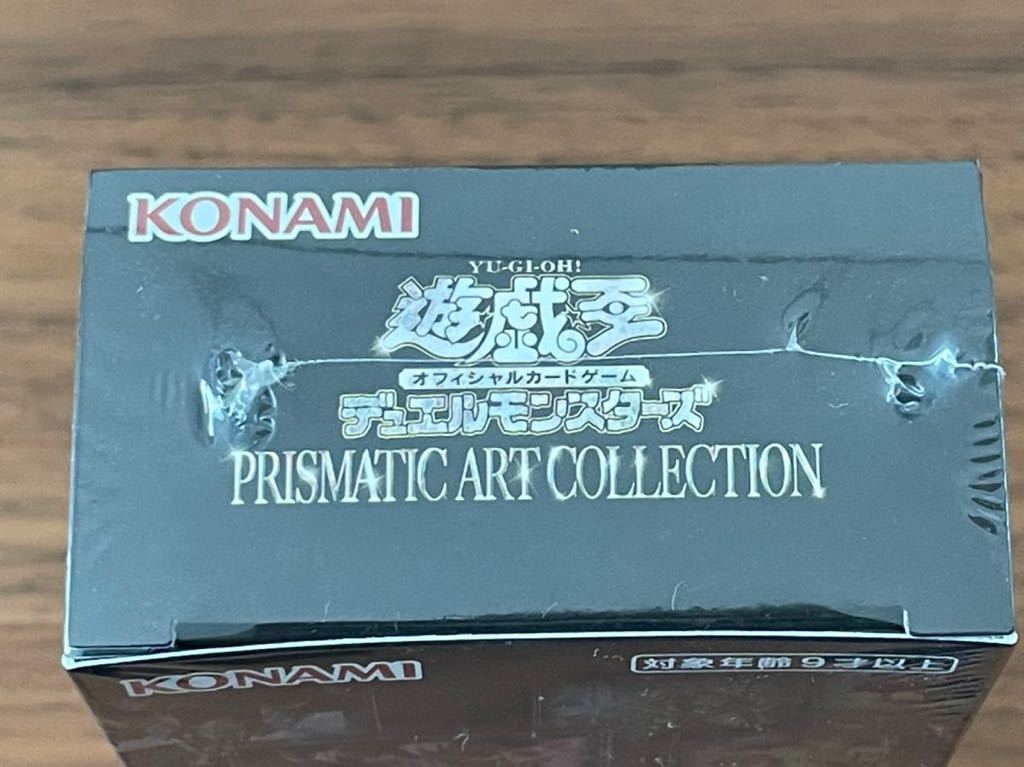 KONAMI
YU-GI-OH!
遊戯王
オフィシャルカードゲーム
デュエルモンスターズ
PRISMATIC ART COLLECTION
KONAMI
対象年齢9才以上